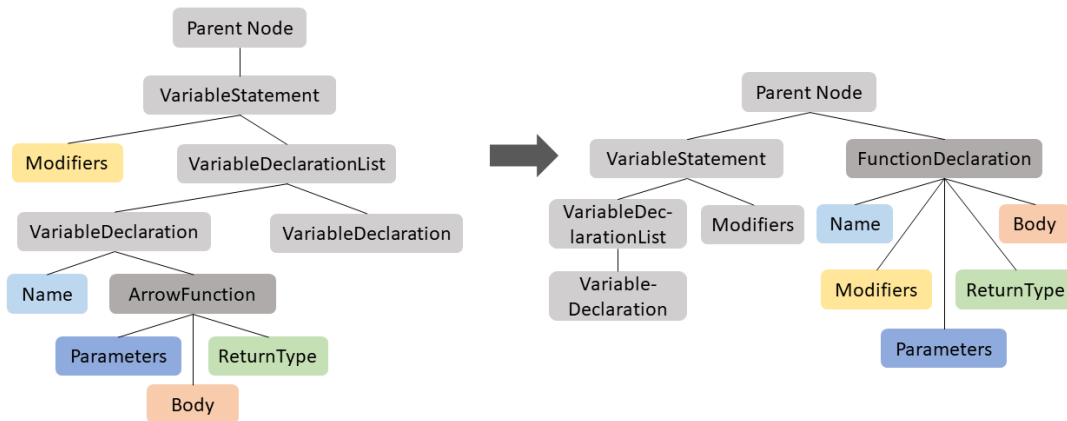 Parent Node
VariableStatement
Modifiers
VariableDeclarationList
VariableDeclaration
VariableDeclaration
Name
ArrowFunction
Parameters
ReturnType
Body
Parent Node
VariableStatement
FunctionDeclaration
VariableDec-
larationList
Modifiers
Name
Body
Variable-
Declaration
Modifiers
ReturnType
Parameters